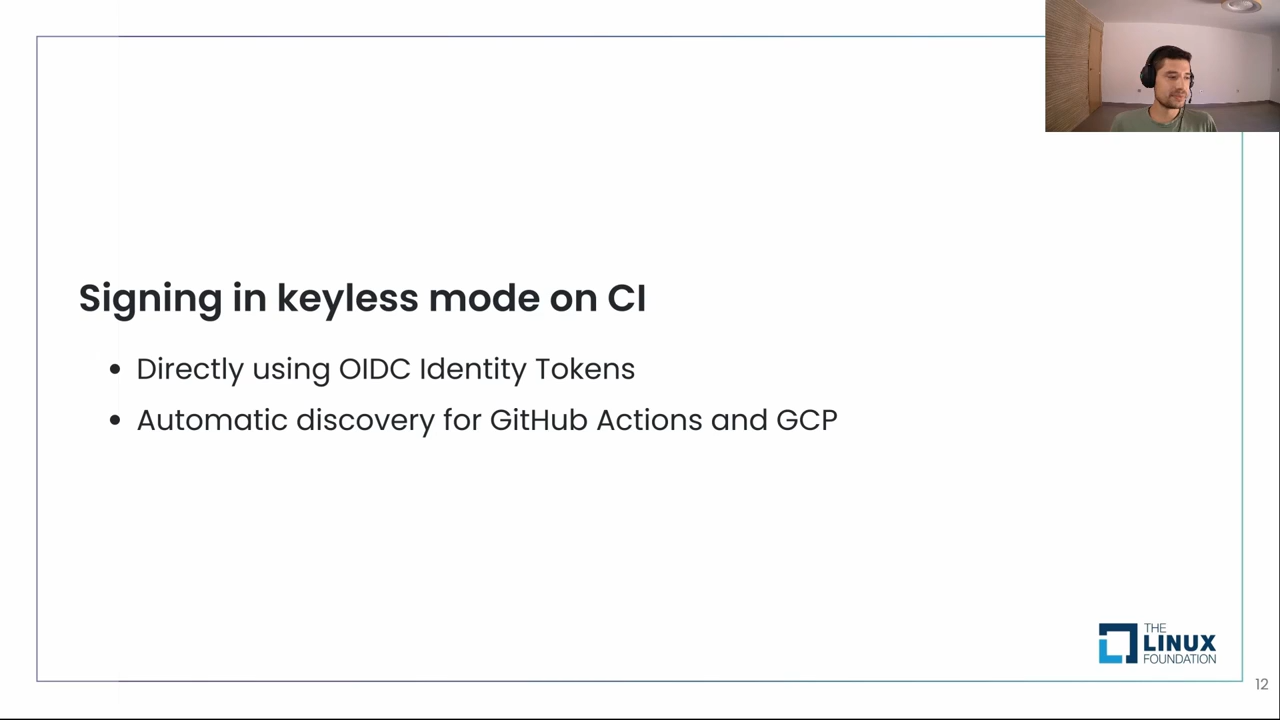 Signing in keyless mode on CI
• Directly using OIDC Identity Tokens
• Automatic discovery for GitHub Actions and GCP
THE
LINUX
FOUNDATION
12